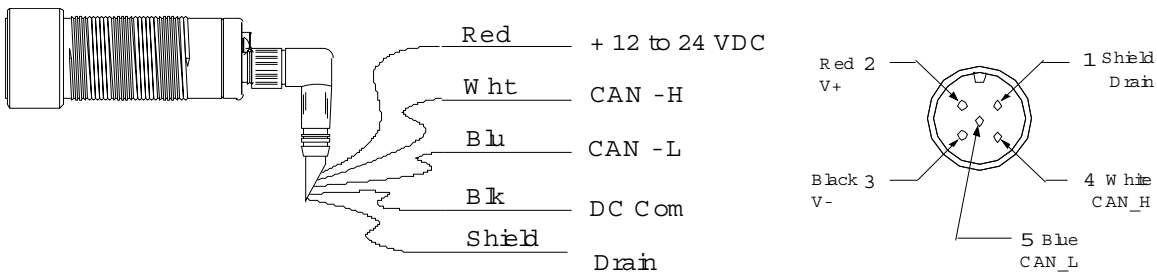 Red + 12 to 24 VDC
Wht CAN -H
Blu CAN -L
Blk DC Com
Shield Drain
Red 2
V+
1 Shield
Drain
Black 3
V-
4 White
CAN_H
5 Blue
CAN_L